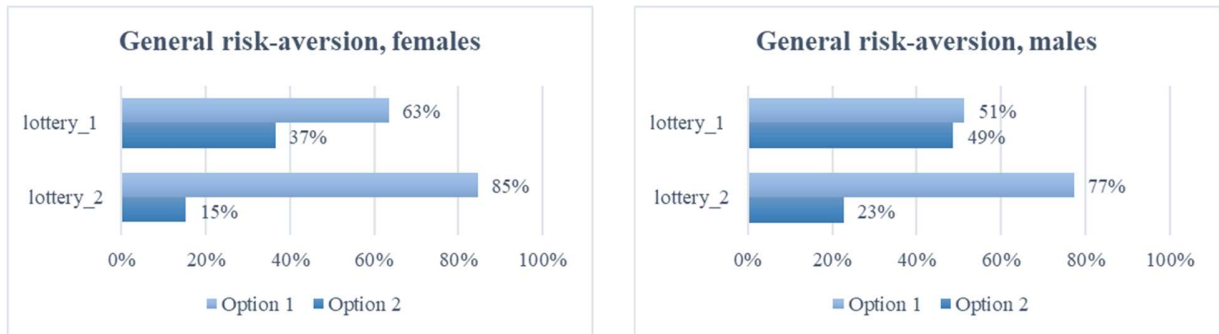 General risk-aversion, females
lottery_1
63%
37%
lottery_2
85%
15%
0% 20% 40% 60% 80% 100%
Option 1 Option 2
General risk-aversion, males
lottery_1
51%
49%
lottery_2
77%
23%
0% 20% 40% 60% 80% 100%
Option 1 Option 2